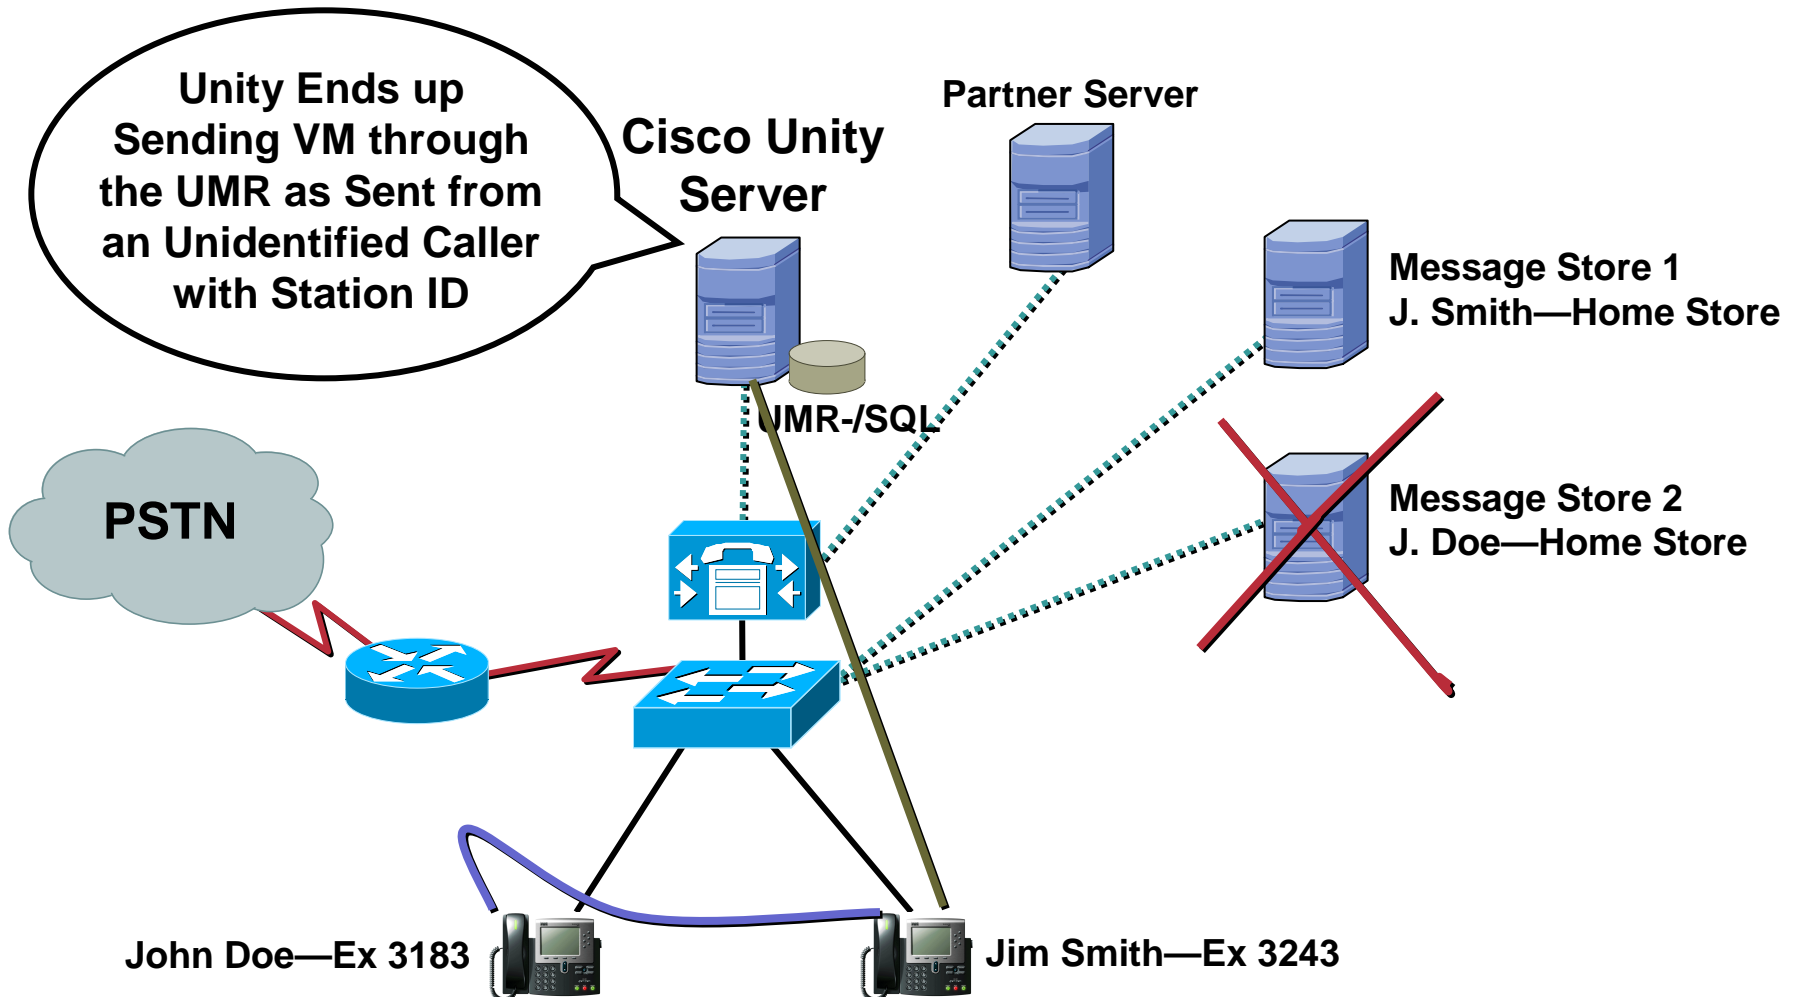 Unity Ends up
Sending VM through
the UMR as Sent from
an Unidentified Caller
with Station ID
Cisco Unity
Server
Partner Server
Message Store 1
J. Smith—Home Store
UMR-/SQL
PSTN
Message Store 2
J. Doe—Home Store
John Doe—Ex 3183
Jim Smith—Ex 3243